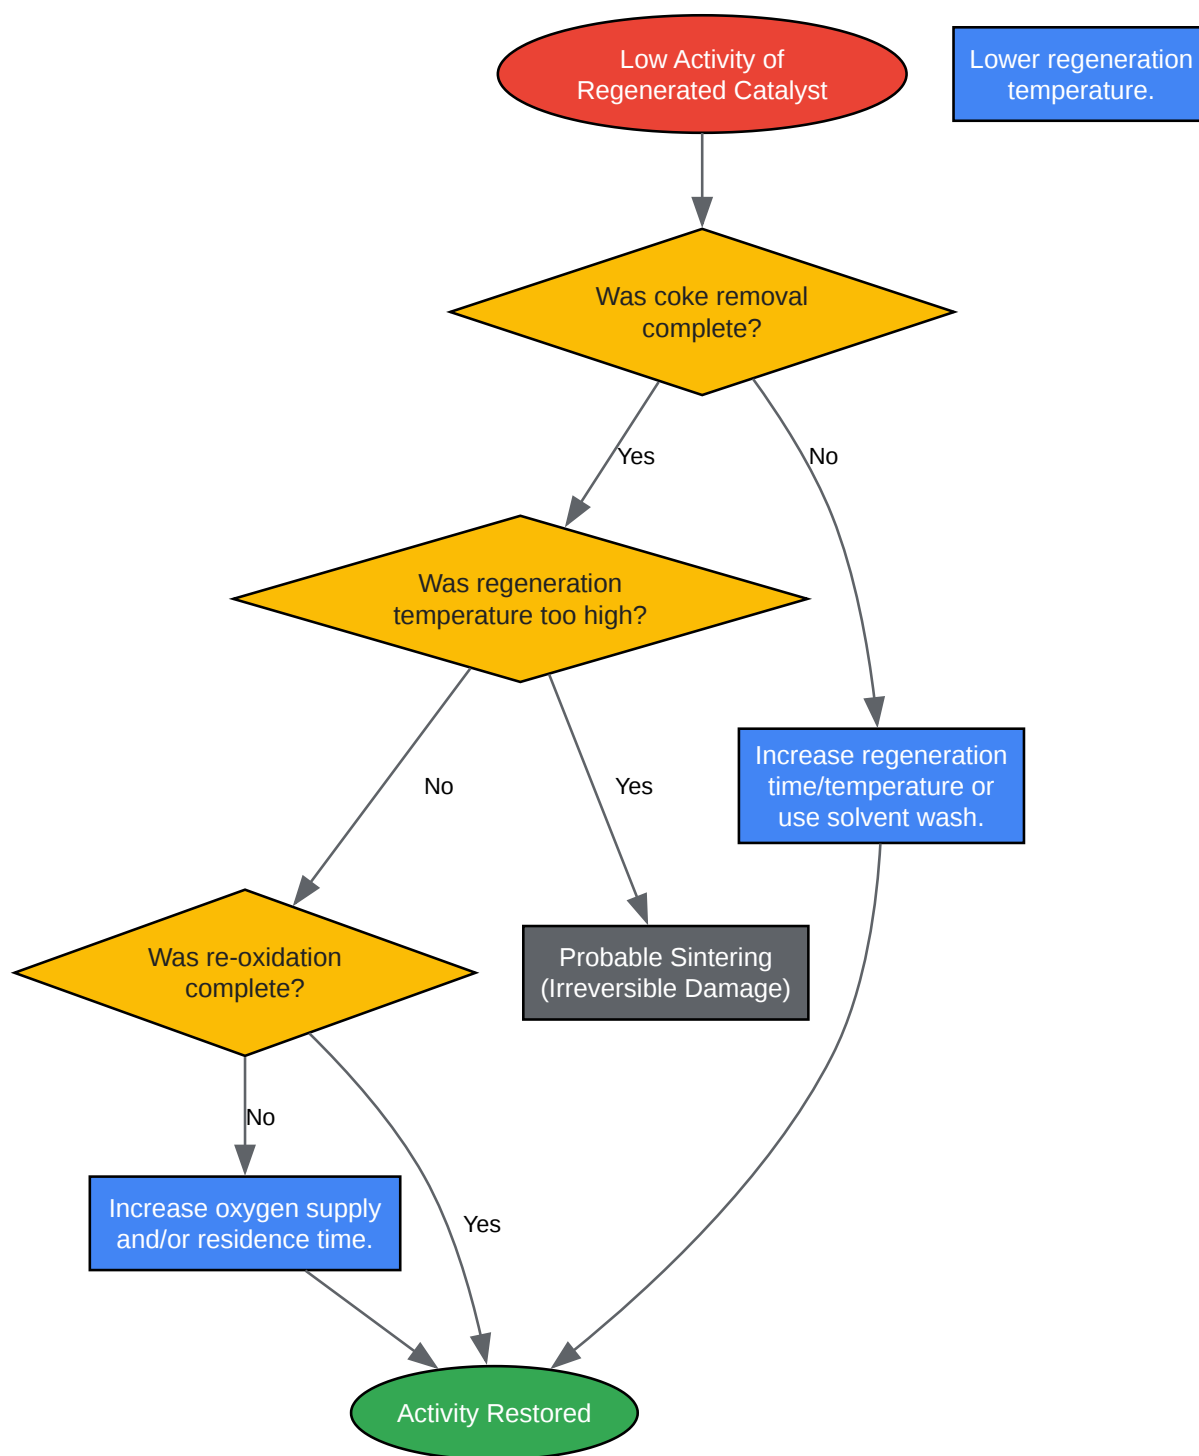 Low Activity of
Regenerated Catalyst
Lower regeneration
temperature.
Was coke removal
complete?
Yes
No
Was regeneration
temperature too high?
Increase regeneration
time/temperature or
use solvent wash.
No
Yes
Was re-oxidation
complete?
Probable Sintering
(Irreversible Damage)
No
Increase oxygen supply
and/or residence time.
Yes
Activity Restored